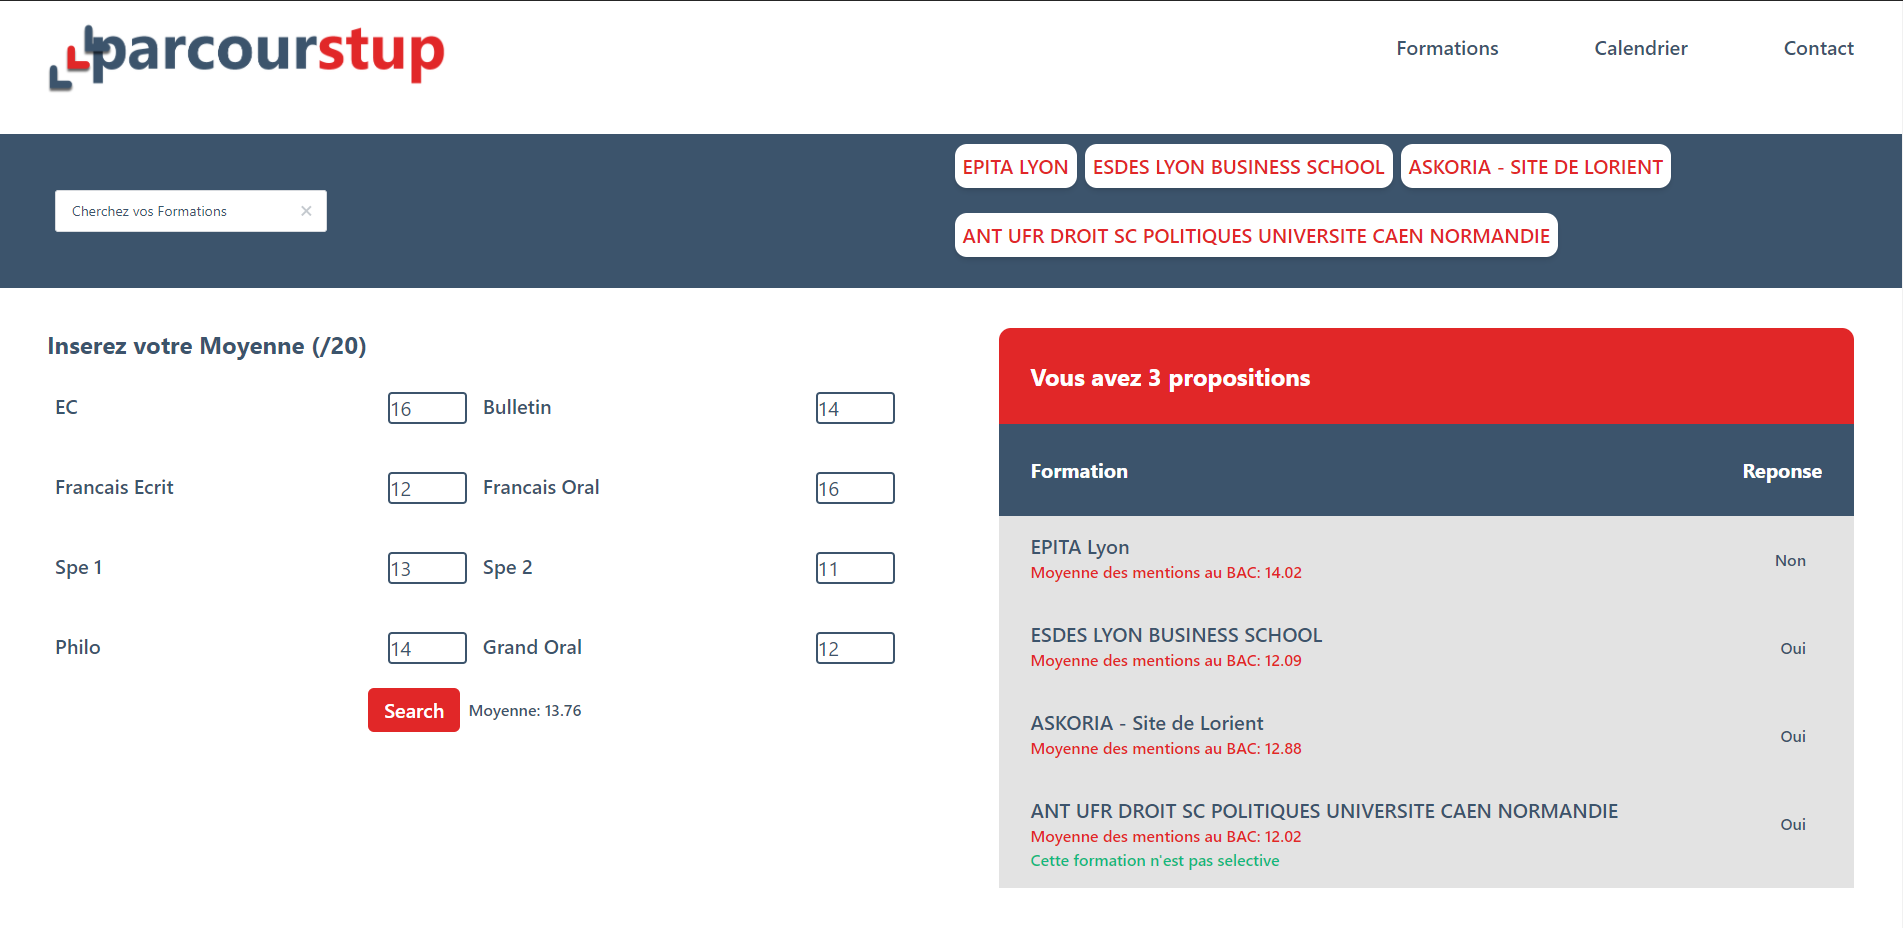 parcourstup
Formations
Calendrier
Contact
EPITA LYON
ESDES LYON BUSINESS SCHOOL
ASKORIA - SITE DE LORIENT
Cherchez vos Formations
ANT UFR DROIT SC POLITIQUES UNIVERSITE CAEN NORMANDIE
Inserez votre Moyenne (/20)
EC
16
Bulletin
14
Francais Ecrit
12
Francais Oral
16
Spe 1
13
Spe 2
11
Philo
14
Grand Oral
12
Search
Moyenne: 13.76
Vous avez 3 propositions
Formation
Reponse
EPITA Lyon
Moyenne des mentions au BAC: 14.02
Non
ESDES LYON BUSINESS SCHOOL
Moyenne des mentions au BAC: 12.09
Oui
ASKORIA - Site de Lorient
Moyenne des mentions au BAC: 12.88
Oui
ANT UFR DROIT SC POLITIQUES UNIVERSITE CAEN NORMANDIE
Moyenne des mentions au BAC: 12.02
Cette formation n'est pas selective
Oui